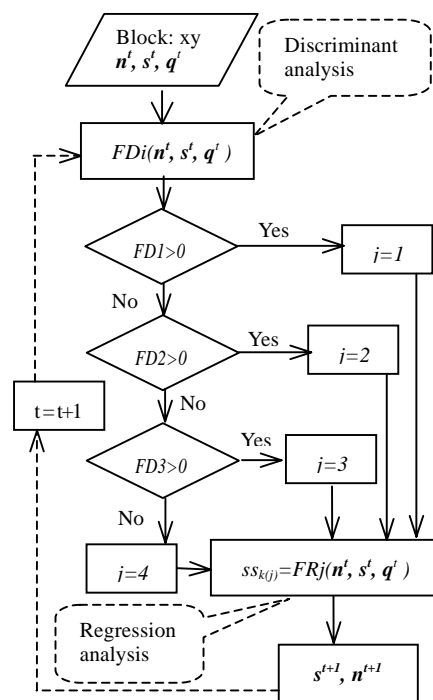 Block: xy
n^t, s^t, q^t
Discriminant
analysis
FDi(n^t, s^t, q^t )
FD1>0
Yes
j=1
No
FD2>0
Yes
j=2
No
t=t+1
FD3>0
Yes
j=3
No
j=4
ss_k(j)=FRj(n^t, s^t, q^t )
Regression
analysis
s^t+1, n^t+1